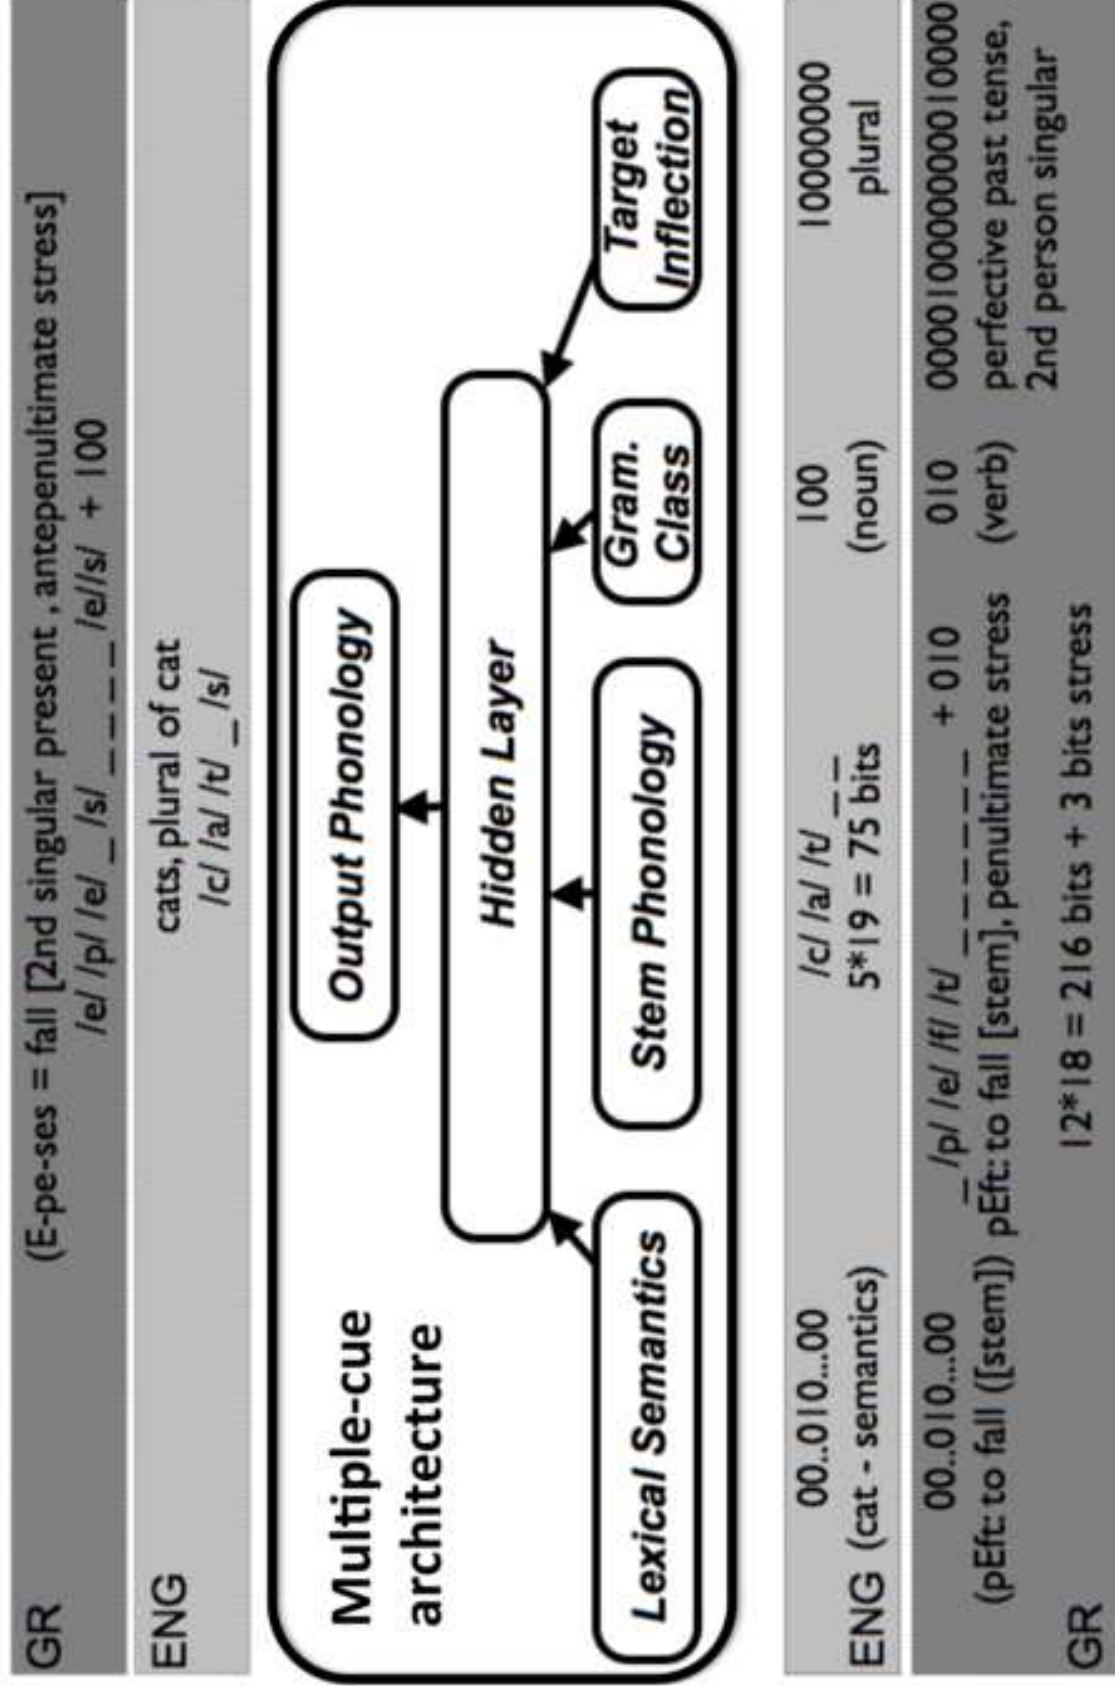 GR
(E-pe-ses = fall [2nd singular present , antepenultimate stress]
/e/ /p/ /e/ _ /s/ _ _ _ _ _ /e//s/ + 100
ENG
cats, plural of cat
/c/ /a/ /t/ _ /s/
Multiple-cue
architecture
Output Phonology
Hidden Layer
Lexical Semantics
Stem Phonology
Gram.
Class
Target
Inflection
00..010...00 /c/ /a/ /t/ _ _ 100 10000000
ENG (cat - semantics) 5*19 = 75 bits (noun) plural
00..010...00 _ /p/ /e/ /f/ /t/ _ _ _ _ _ _ _ + 010 010 00001000000010000
(pEft: to fall ([stem]) pEft: to fall [stem], penultimate stress (verb) perfective past tense,
2nd person singular
GR 12*18 = 216 bits + 3 bits stress